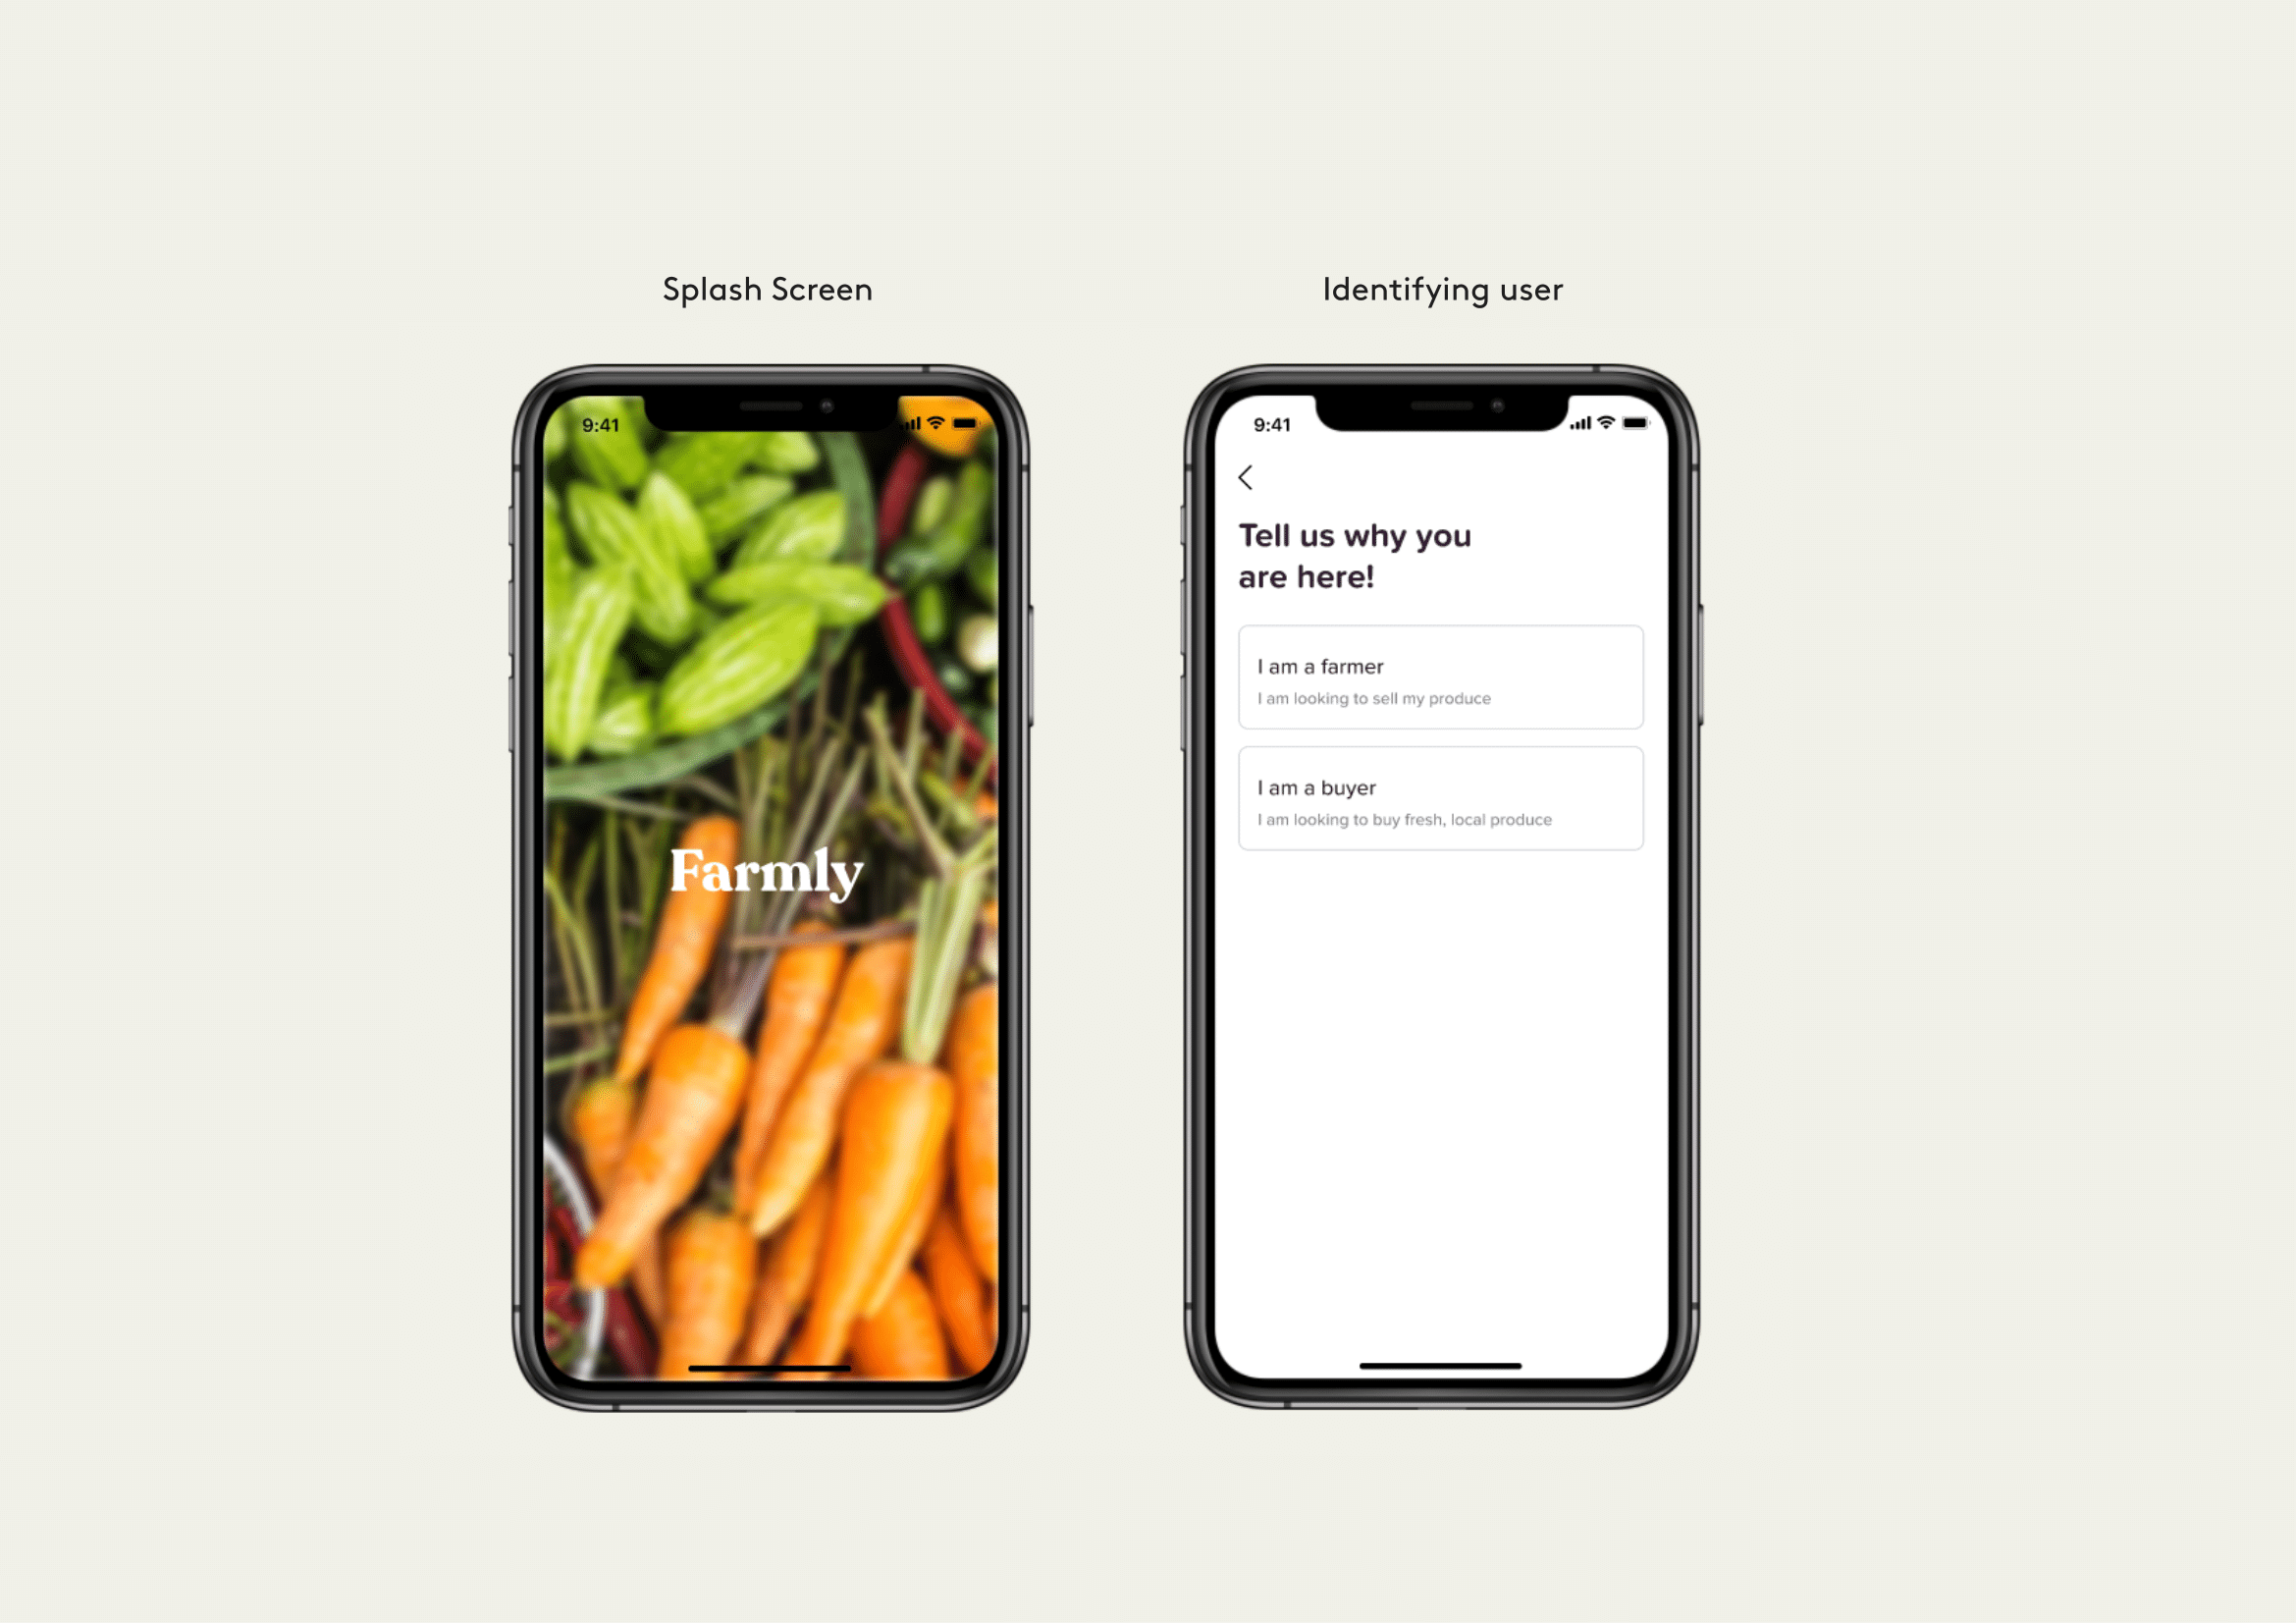 Splash Screen
Identifying user
9:41
Farmly
9:41
Tell us why you
are here!
I am a farmer
I am looking to sell my produce
I am a buyer
I am looking to buy fresh, local produce